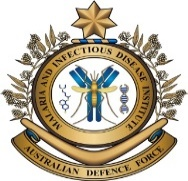 MALARIA AND INFECTIOUS DISEASE INSTITUTE
AUSTRALIAN DEFENCE FORCE